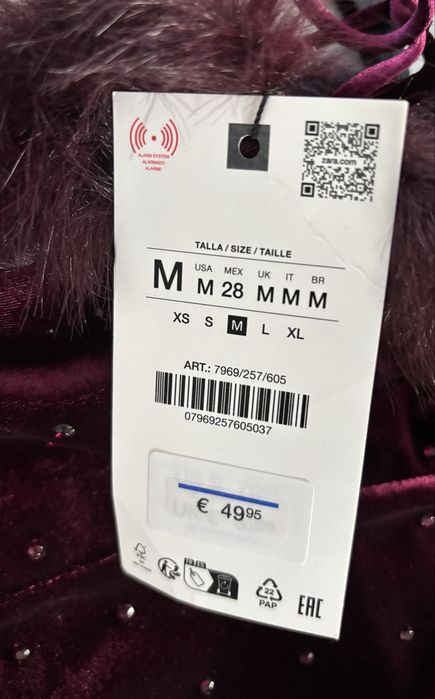 ALARM SYSTEM
ALARMADO
ALARME
zara.com
TALLA / SIZE / TAILLE
USA MEX UK IT BR
M M 28 M M M
XS S M L XL
ART.: 7969/257/605
07969257605037
€ 49 95
22
PAP
EAC